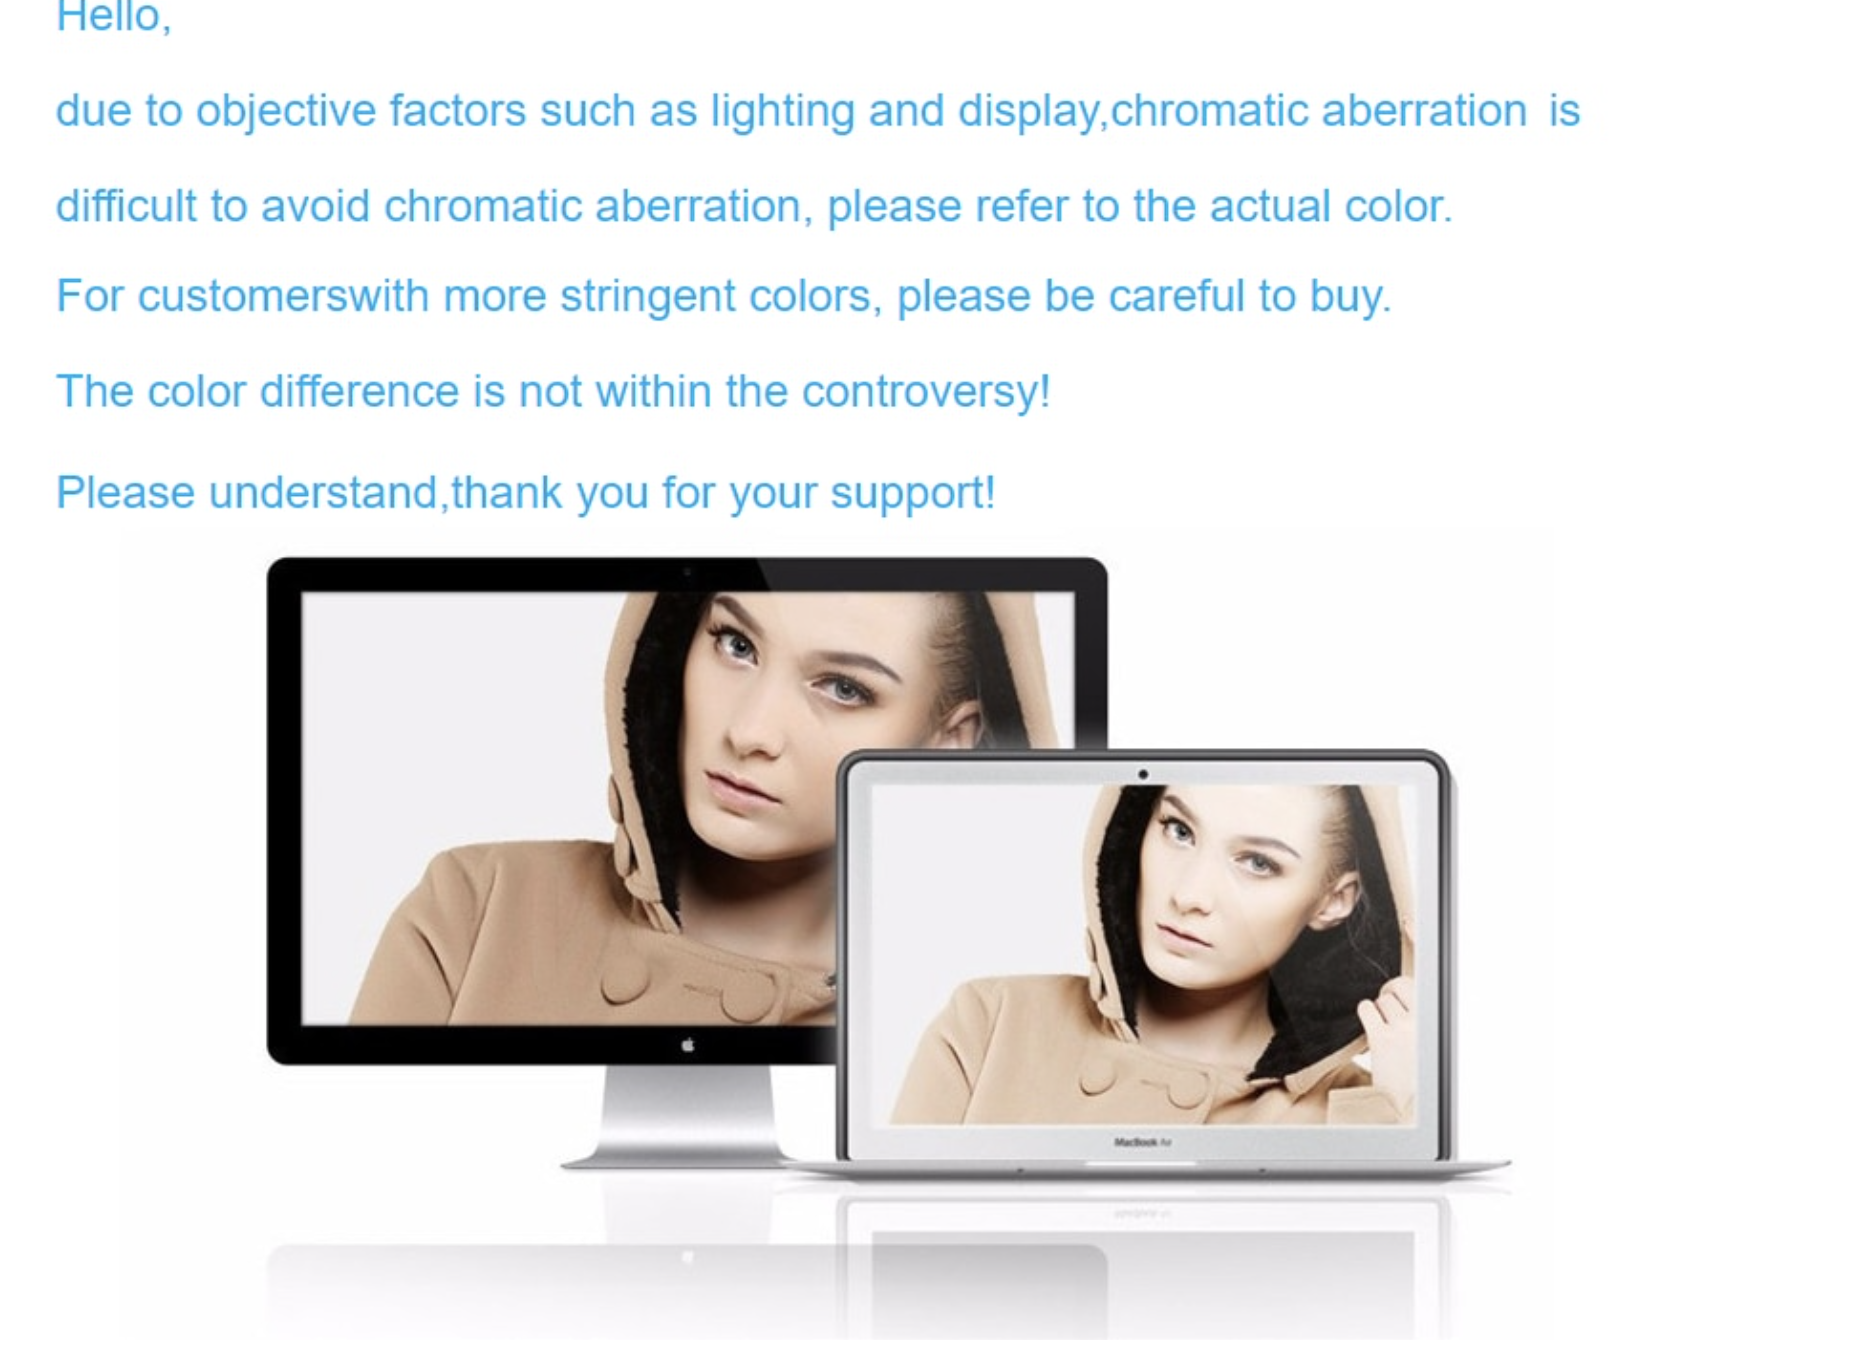 Hello,
due to objective factors such as lighting and display,chromatic aberration is
difficult to avoid chromatic aberration, please refer to the actual color.
For customerswith more stringent colors, please be careful to buy.
The color difference is not within the controversy!
Please understand,thank you for your support!
MacBook Air